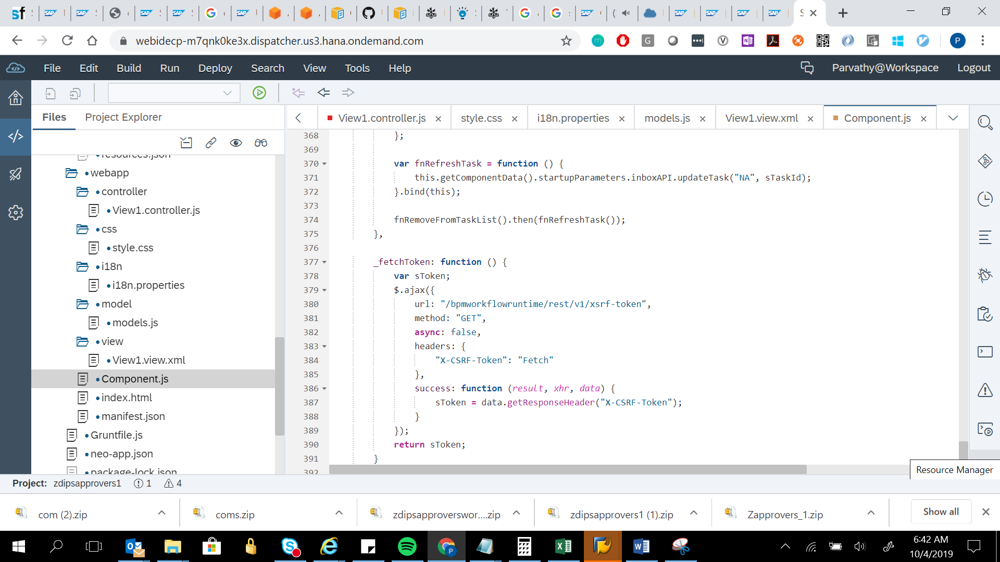 webidecp-m7qnk0ke3x.dispatcher.us3.hana.ondemand.com
File Edit Build Run Deploy Search View Tools Help Parvathy@Workspace Logout
Files Project Explorer
View1.controller.js style.css i18n.properties models.js View1.view.xml Component.js
resources.json
webapp
controller
View1.controller.js
css
style.css
i18n
i18n.properties
model
models.js
view
View1.view.xml
Component.js
index.html
manifest.json
Gruntfile.js
neo-app.json
package-lock.json
368 };
369
370 var fnRefreshTask = function () {
371 this.getComponentData().startupParameters.inboxAPI.updateTask("NA", sTaskId);
372 }.bind(this);
373
374 fnRemoveFromTaskList().then(fnRefreshTask());
375 },
376
377 _fetchToken: function () {
378 var sToken;
379 $.ajax({
380 url: "/bpmworkflowruntime/rest/v1/xsrf-token",
381 method: "GET",
382 async: false,
383 headers: {
384 "X-CSRF-Token": "Fetch"
385 },
386 success: function (result, xhr, data) {
387 sToken = data.getResponseHeader("X-CSRF-Token");
388 }
389 });
390 return sToken;
391 }
392
Resource Manager
Project: zdipsapprovers1 1 4
com (2).zip coms.zip zdipsapproverswor....zip zdipsapprovers1 (1).zip Zapprovers_1.zip Show all
6:42 AM
10/4/2019